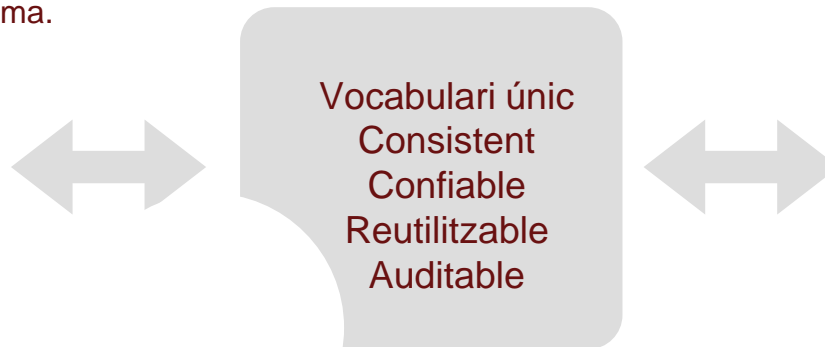 ma.
Vocabulari únic
Consistent
Confiable
Reutilitzable
Auditable